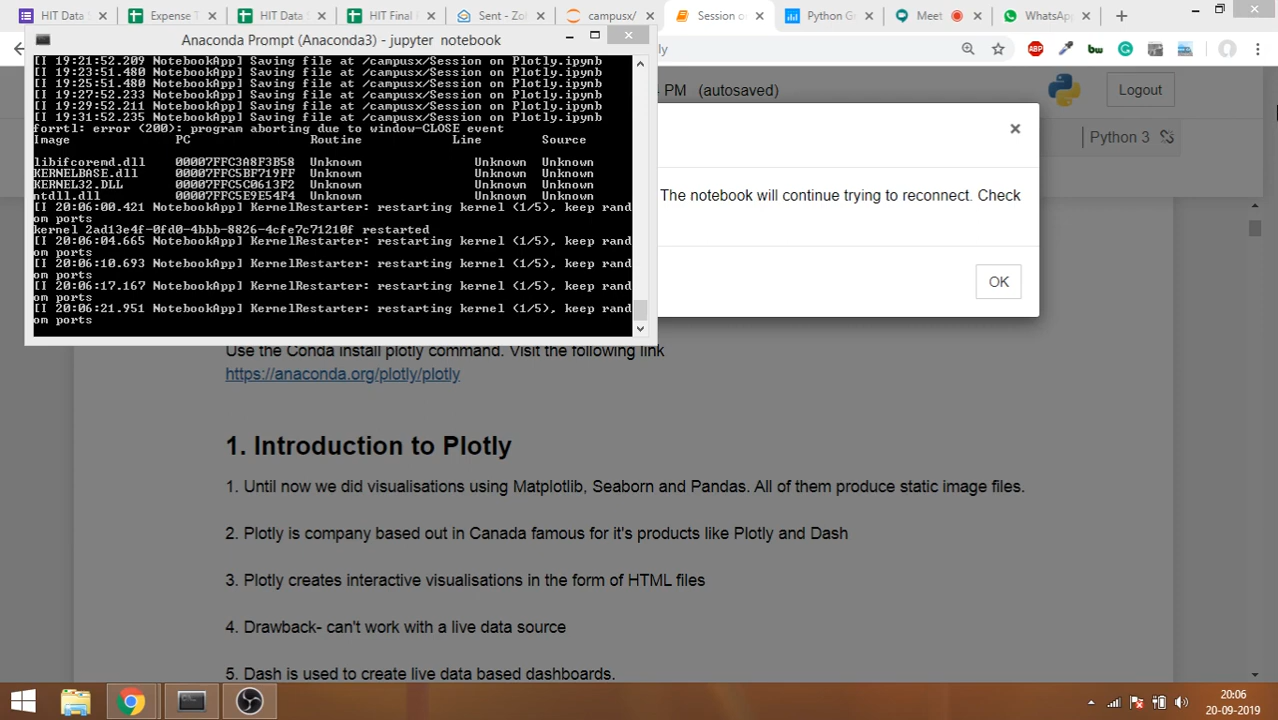 HIT Data S
Expense T
HIT Data S
HIT Final F
Sent - Zoh
campusx/
Session on
Python Gr
Meet
WhatsApp
Anaconda Prompt (Anaconda3) - jupyter notebook
ly
[I 19:21:52.209 NotebookApp] Saving file at /campusx/Session on Plotly.ipynb
[I 19:23:51.480 NotebookApp] Saving file at /campusx/Session on Plotly.ipynb
[I 19:25:51.480 NotebookApp] Saving file at /campusx/Session on Plotly.ipynb
[I 19:27:52.233 NotebookApp] Saving file at /campusx/Session on Plotly.ipynb
[I 19:29:52.211 NotebookApp] Saving file at /campusx/Session on Plotly.ipynb
[I 19:31:52.235 NotebookApp] Saving file at /campusx/Session on Plotly.ipynb
forrtl: error (200): program aborting due to window-CLOSE event
Image PC Routine Line Source
libifcoremd.dll 00007FFC3A8F3B58 Unknown Unknown Unknown
KERNELBASE.dll 00007FFC5BF719FF Unknown Unknown Unknown
KERNEL32.DLL 00007FFC5C0613F2 Unknown Unknown Unknown
ntdll.dll 00007FFC5E9E54F4 Unknown Unknown Unknown
[I 20:06:00.421 NotebookApp] KernelRestarter: restarting kernel (1/5), keep rand
om ports
kernel 2ad13e4f-0fd0-4bbb-8826-4cfe7c71210f restarted
[I 20:06:04.665 NotebookApp] KernelRestarter: restarting kernel (1/5), keep rand
om ports
[I 20:06:10.693 NotebookApp] KernelRestarter: restarting kernel (1/5), keep rand
om ports
[I 20:06:17.167 NotebookApp] KernelRestarter: restarting kernel (1/5), keep rand
om ports
[I 20:06:21.951 NotebookApp] KernelRestarter: restarting kernel (1/5), keep rand
om ports
PM (autosaved)
Logout
Python 3
The notebook will continue trying to reconnect. Check
OK
Use the Conda install plotly command. Visit the following link
https://anaconda.org/plotly/plotly
1. Introduction to Plotly
1. Until now we did visualisations using Matplotlib, Seaborn and Pandas. All of them produce static image files.
2. Plotly is company based out in Canada famous for it's products like Plotly and Dash
3. Plotly creates interactive visualisations in the form of HTML files
4. Drawback- can't work with a live data source
5. Dash is used to create live data based dashboards.
20:06
20-09-2019